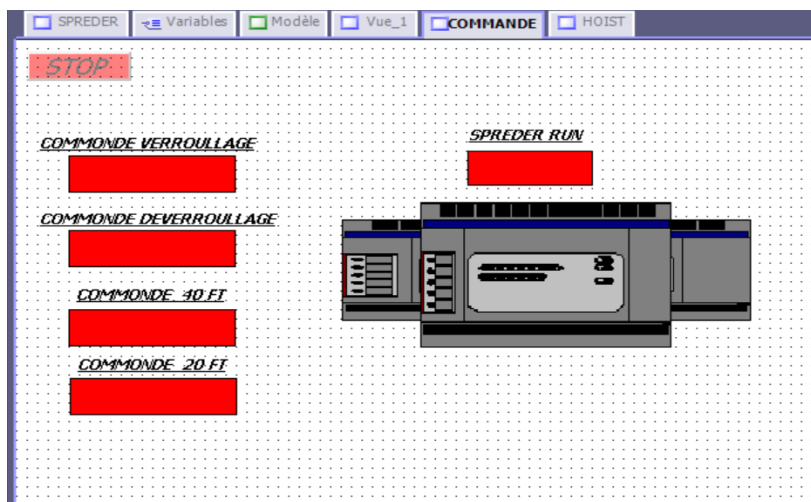 SPREDER Variables Modèle Vue_1 COMMANDE HOIST
STOP
COMMONDE VERROULLAGE
SPREDER RUN
COMMONDE DEVERROULLAGE
COMMONDE 40 FT
COMMONDE 20 FT